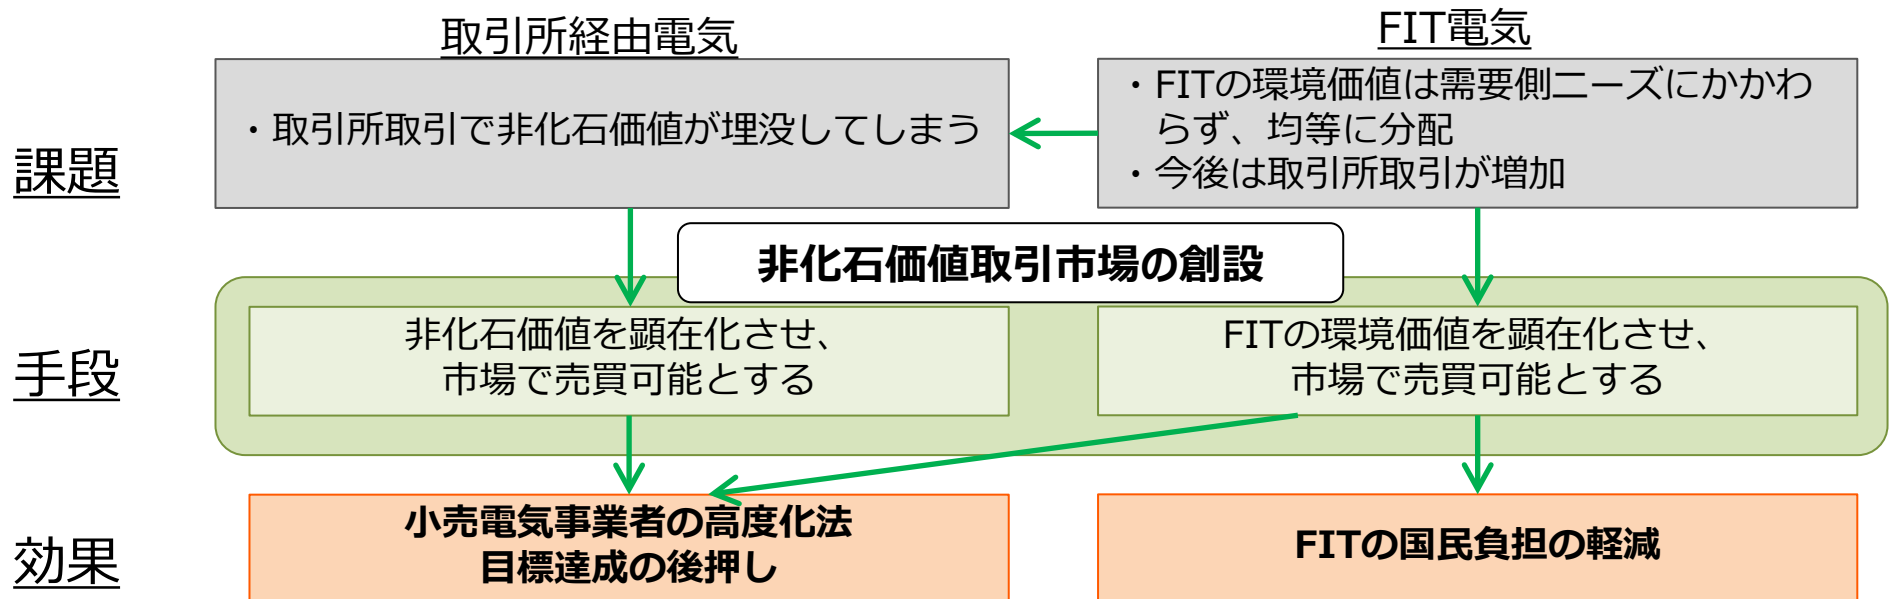 取引所経由電気
FIT電気
課題
・取引所取引で非化石価値が埋没してしまう
・FITの環境価値は需要側ニーズにかかわ
らず、均等に分配
・今後は取引所取引が増加
非化石価値取引市場の創設
手段
非化石価値を顕在化させ、
市場で売買可能とする
FITの環境価値を顕在化させ、
市場で売買可能とする
効果
小売電気事業者の高度化法
目標達成の後押し
FITの国民負担の軽減